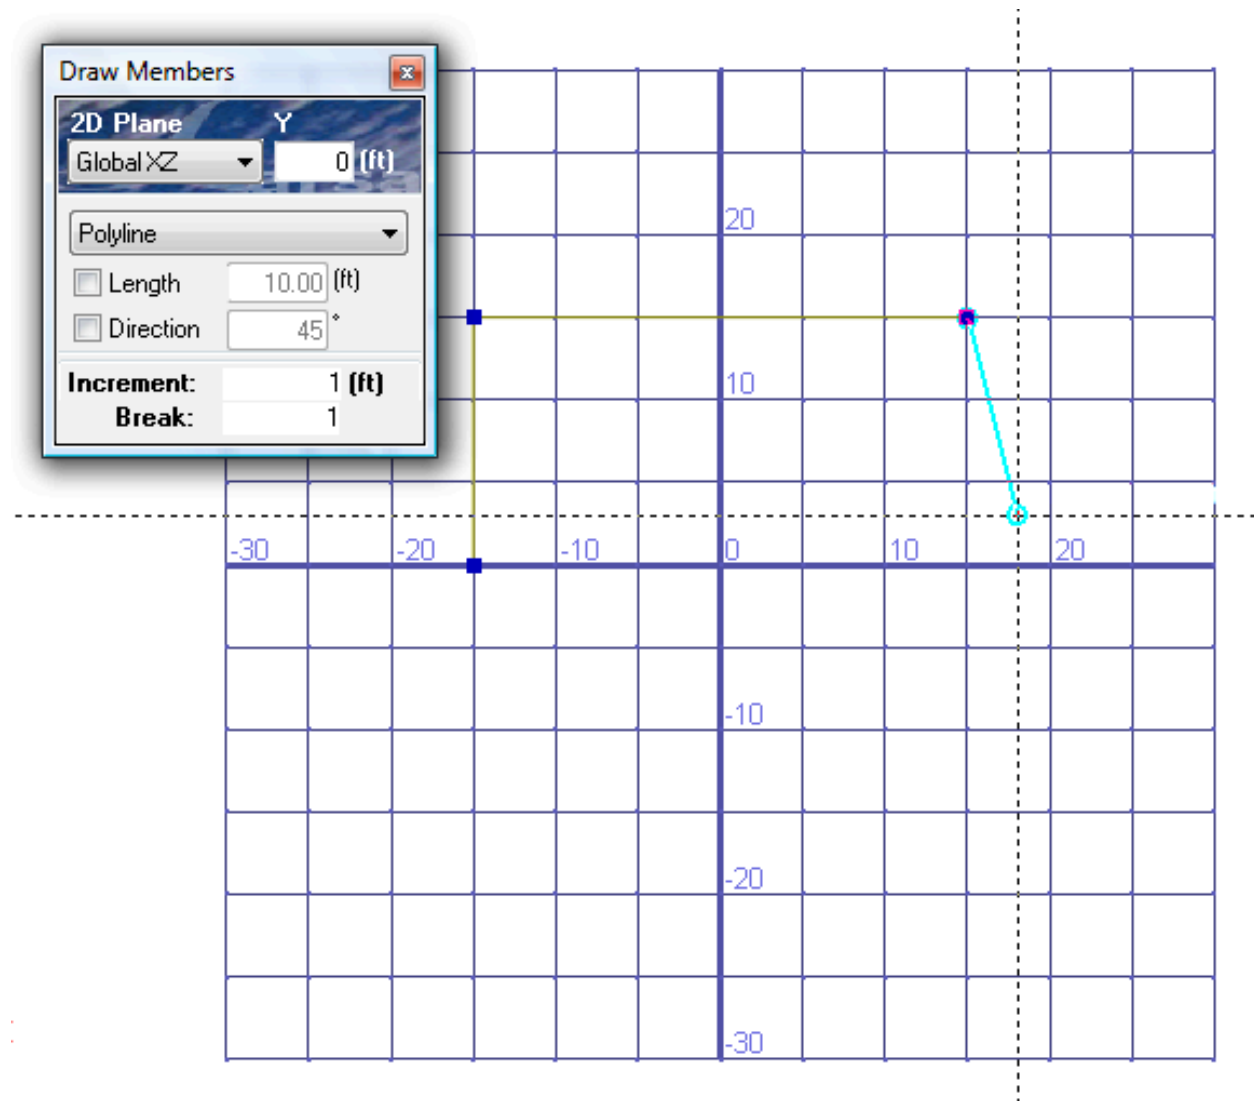 Draw Members
2D Plane Y
Global XZ 0 (ft)
Polyline
Length 10.00 (ft)
Direction 45 °
Increment: 1 (ft)
Break: 1
20
10
-30 -20 -10 0 10 20
-10
-20
-30